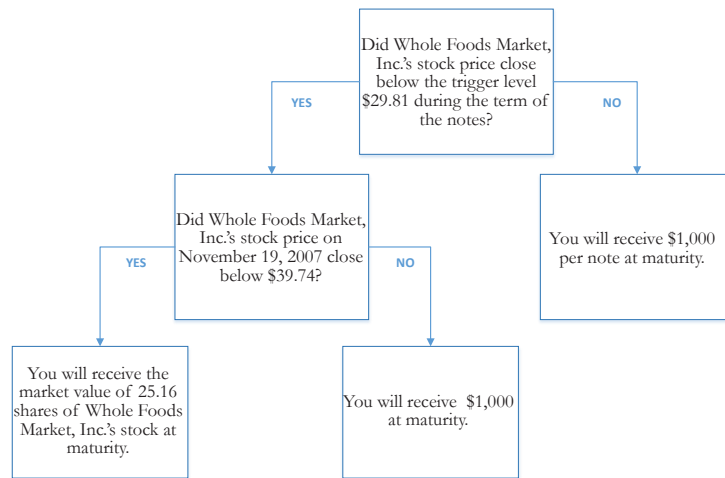 Did Whole Foods Market,
Inc.'s stock price close
below the trigger level
$29.81 during the term of
the notes?
YES
NO
Did Whole Foods Market,
Inc.'s stock price on
November 19, 2007 close
below $39.74?
You will receive $1,000
per note at maturity.
YES
NO
You will receive the
market value of 25.16
shares of Whole Foods
Market, Inc.'s stock at
maturity.
You will receive $1,000
at maturity.